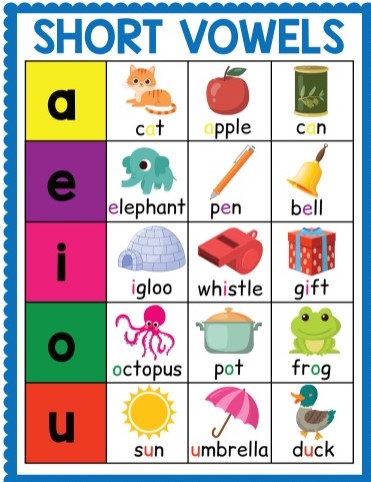 SHORT VOWELS
a cat apple can
e elephant pen bell
i igloo whistle gift
o octopus pot frog
u sun umbrella duck